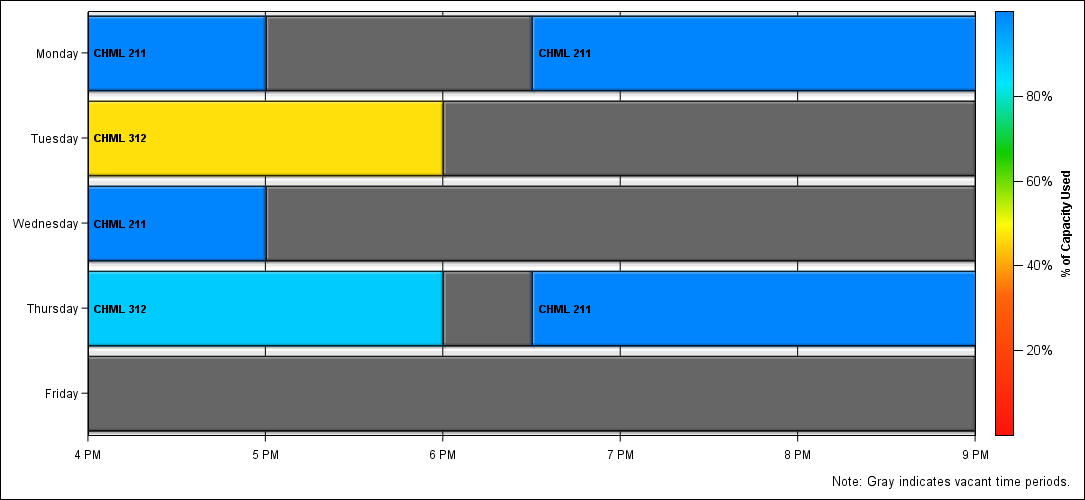 Monday
CHML 211
CHML 211
80%
Tuesday
CHML 312
60%
Wednesday
CHML 211
% of Capacity Used
40%
Thursday
CHML 312
CHML 211
20%
Friday
4 PM 5 PM 6 PM 7 PM 8 PM 9 PM
Note: Gray indicates vacant time periods.